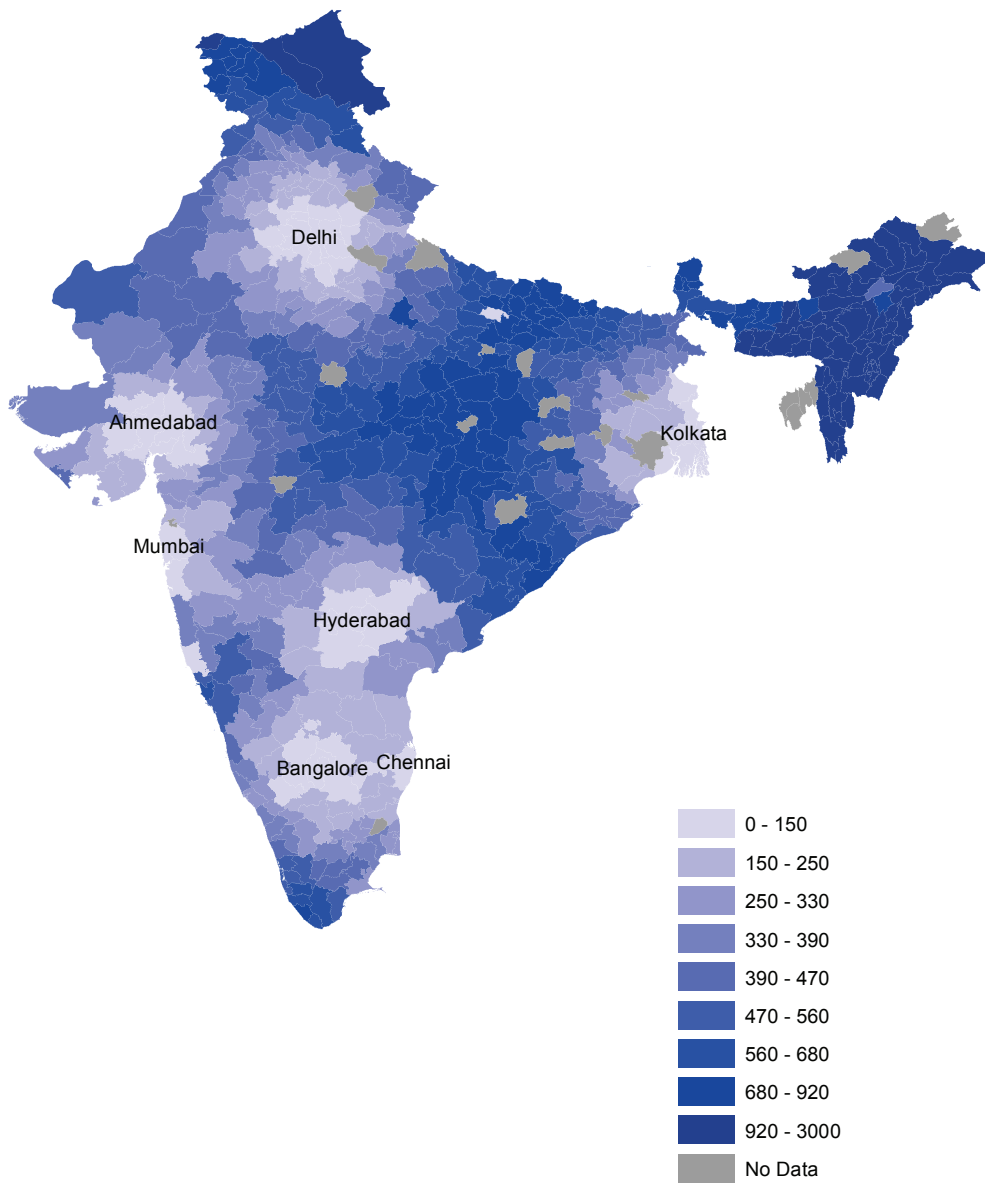 Delhi
Ahmedabad
Kolkata
Mumbai
Hyderabad
Bangalore
Chennai
0 - 150
150 - 250
250 - 330
330 - 390
390 - 470
470 - 560
560 - 680
680 - 920
920 - 3000
No Data